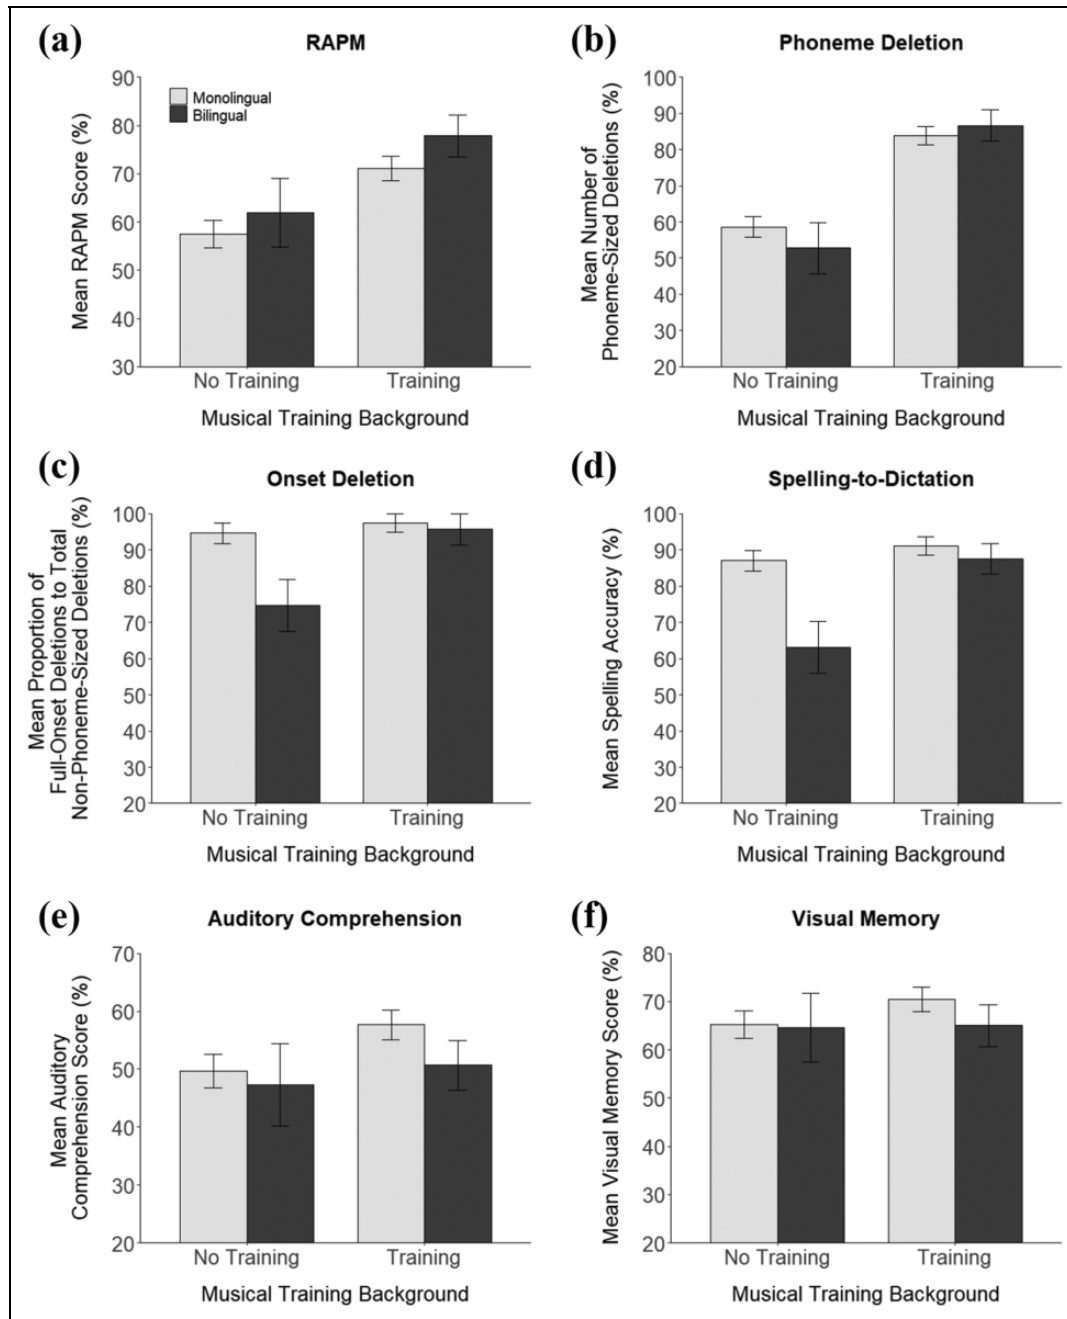 (a)
RAPM
Mean RAPM Score (%)
90
80
70
60
50
40
30
Monolingual
Bilingual
No Training
Training
Musical Training Background
(b)
Phoneme Deletion
Mean Number of
Phoneme-Sized Deletions (%)
100
90
80
70
60
50
40
30
20
No Training
Training
Musical Training Background
(c)
Onset Deletion
Mean Proportion of
Full-Onset Deletions to Total
Non-Phoneme-Sized Deletions (%)
100
90
80
70
60
50
40
30
20
No Training
Training
Musical Training Background
(d)
Spelling-to-Dictation
Mean Spelling Accuracy (%)
100
90
80
70
60
50
40
30
20
No Training
Training
Musical Training Background
(e)
Auditory Comprehension
Mean Auditory
Comprehension Score (%)
70
60
50
40
30
20
No Training
Training
Musical Training Background
(f)
Visual Memory
Mean Visual Memory Score (%)
80
70
60
50
40
30
20
No Training
Training
Musical Training Background